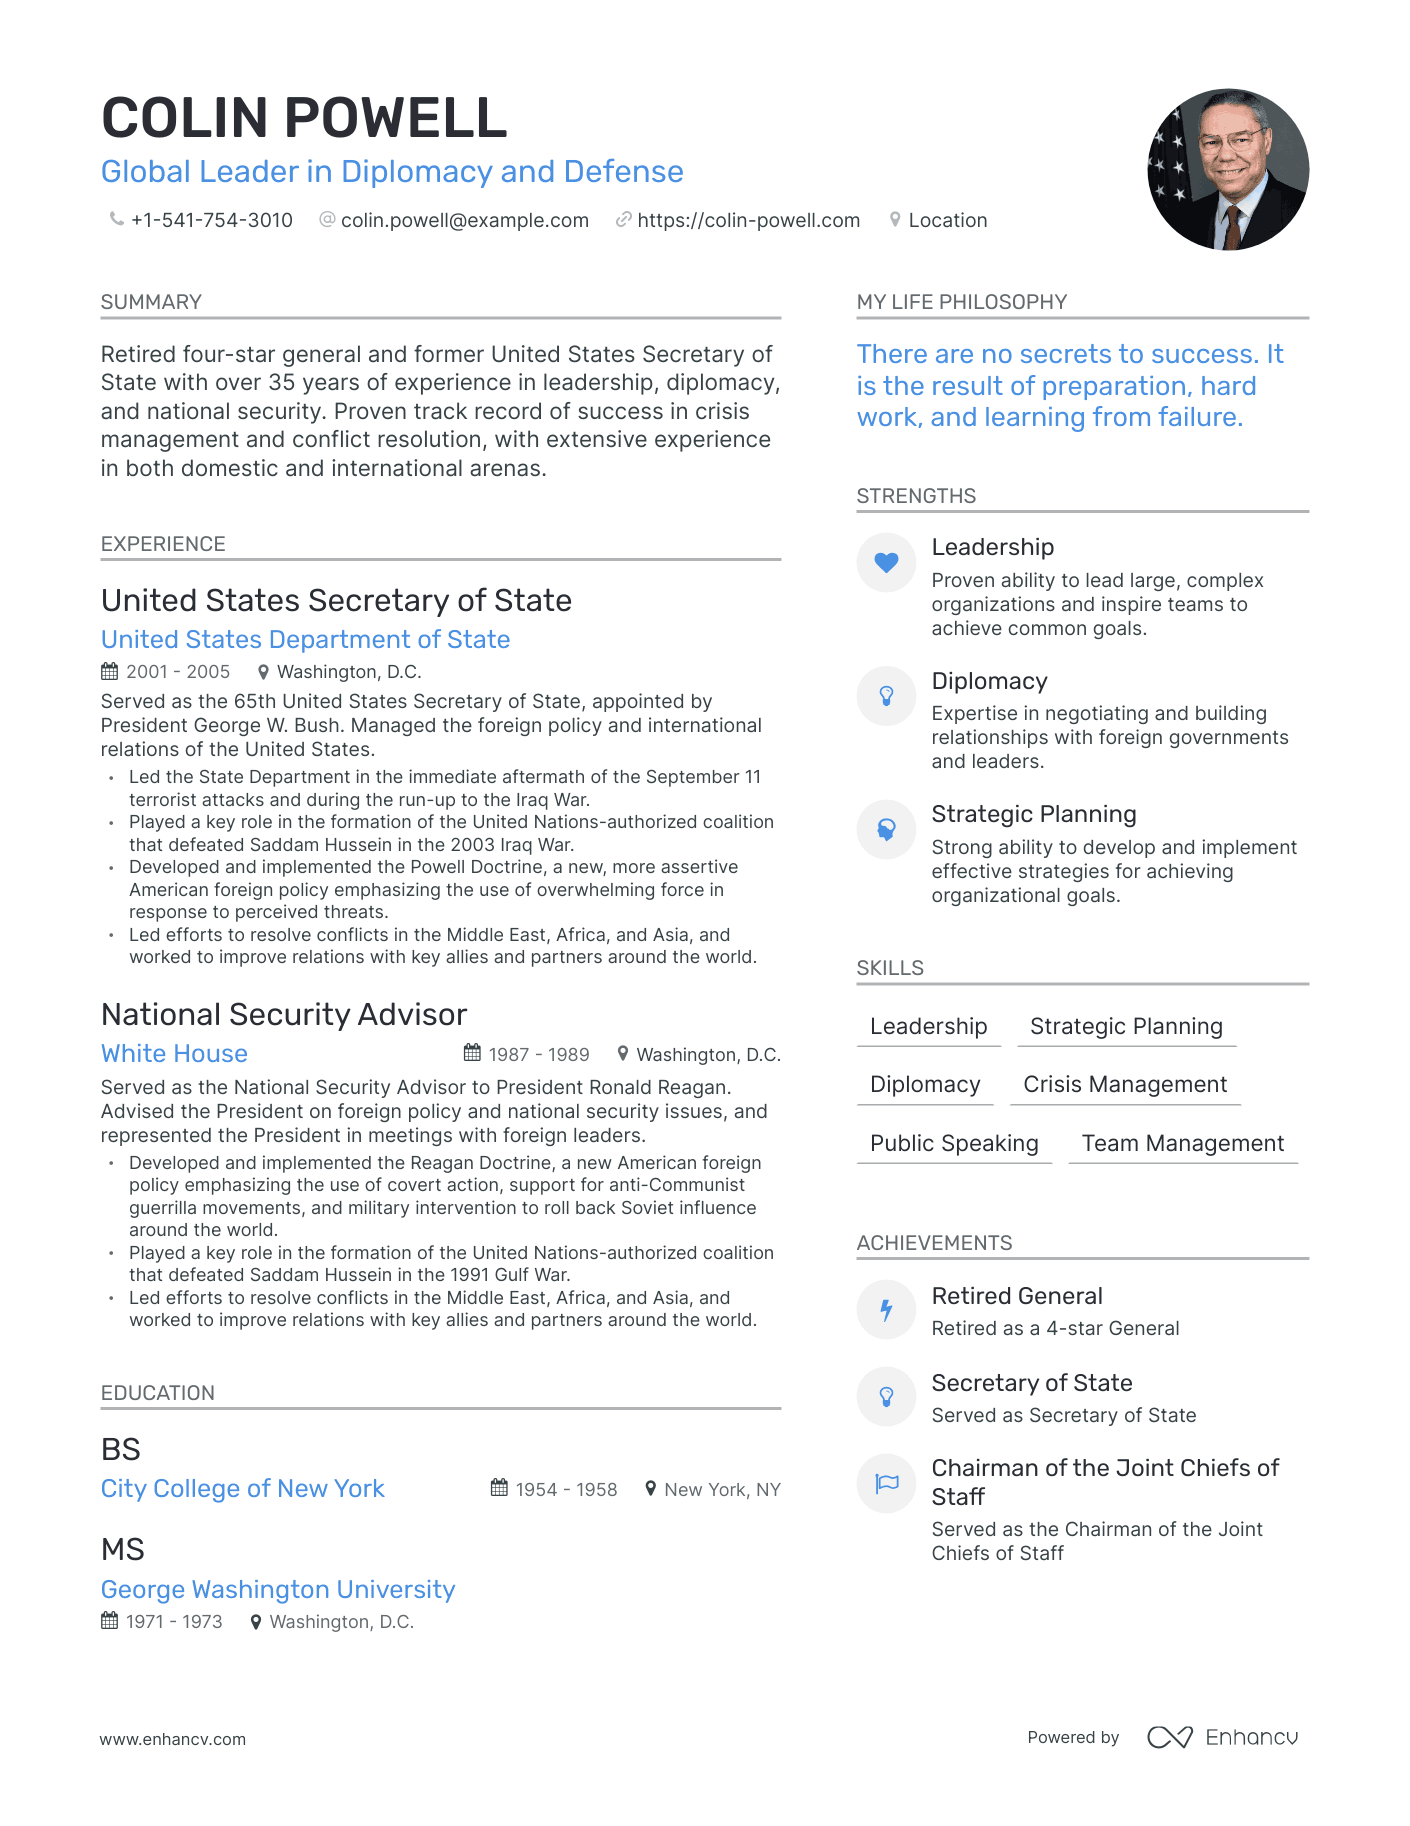 COLIN POWELL
Global Leader in Diplomacy and Defense
+1-541-754-3010 colin.powell@example.com https://colin-powell.com Location
SUMMARY
Retired four-star general and former United States Secretary of
State with over 35 years of experience in leadership, diplomacy,
and national security. Proven track record of success in crisis
management and conflict resolution, with extensive experience
in both domestic and international arenas.
EXPERIENCE
United States Secretary of State
United States Department of State
2001 - 2005 Washington, D.C.
Served as the 65th United States Secretary of State, appointed by
President George W. Bush. Managed the foreign policy and international
relations of the United States.
• Led the State Department in the immediate aftermath of the September 11
terrorist attacks and during the run-up to the Iraq War.
• Played a key role in the formation of the United Nations-authorized coalition
that defeated Saddam Hussein in the 2003 Iraq War.
• Developed and implemented the Powell Doctrine, a new, more assertive
American foreign policy emphasizing the use of overwhelming force in
response to perceived threats.
• Led efforts to resolve conflicts in the Middle East, Africa, and Asia, and
worked to improve relations with key allies and partners around the world.
National Security Advisor
White House 1987 - 1989 Washington, D.C.
Served as the National Security Advisor to President Ronald Reagan.
Advised the President on foreign policy and national security issues, and
represented the President in meetings with foreign leaders.
• Developed and implemented the Reagan Doctrine, a new American foreign
policy emphasizing the use of covert action, support for anti-Communist
guerrilla movements, and military intervention to roll back Soviet influence
around the world.
• Played a key role in the formation of the United Nations-authorized coalition
that defeated Saddam Hussein in the 1991 Gulf War.
• Led efforts to resolve conflicts in the Middle East, Africa, and Asia, and
worked to improve relations with key allies and partners around the world.
EDUCATION
BS
City College of New York 1954 - 1958 New York, NY
MS
George Washington University
1971 - 1973 Washington, D.C.
MY LIFE PHILOSOPHY
There are no secrets to success. It
is the result of preparation, hard
work, and learning from failure.
STRENGTHS
Leadership
Proven ability to lead large, complex
organizations and inspire teams to
achieve common goals.
Diplomacy
Expertise in negotiating and building
relationships with foreign governments
and leaders.
Strategic Planning
Strong ability to develop and implement
effective strategies for achieving
organizational goals.
SKILLS
Leadership Strategic Planning
Diplomacy Crisis Management
Public Speaking Team Management
ACHIEVEMENTS
Retired General
Retired as a 4-star General
Secretary of State
Served as Secretary of State
Chairman of the Joint Chiefs of
Staff
Served as the Chairman of the Joint
Chiefs of Staff
www.enhancv.com Powered by Enhancv